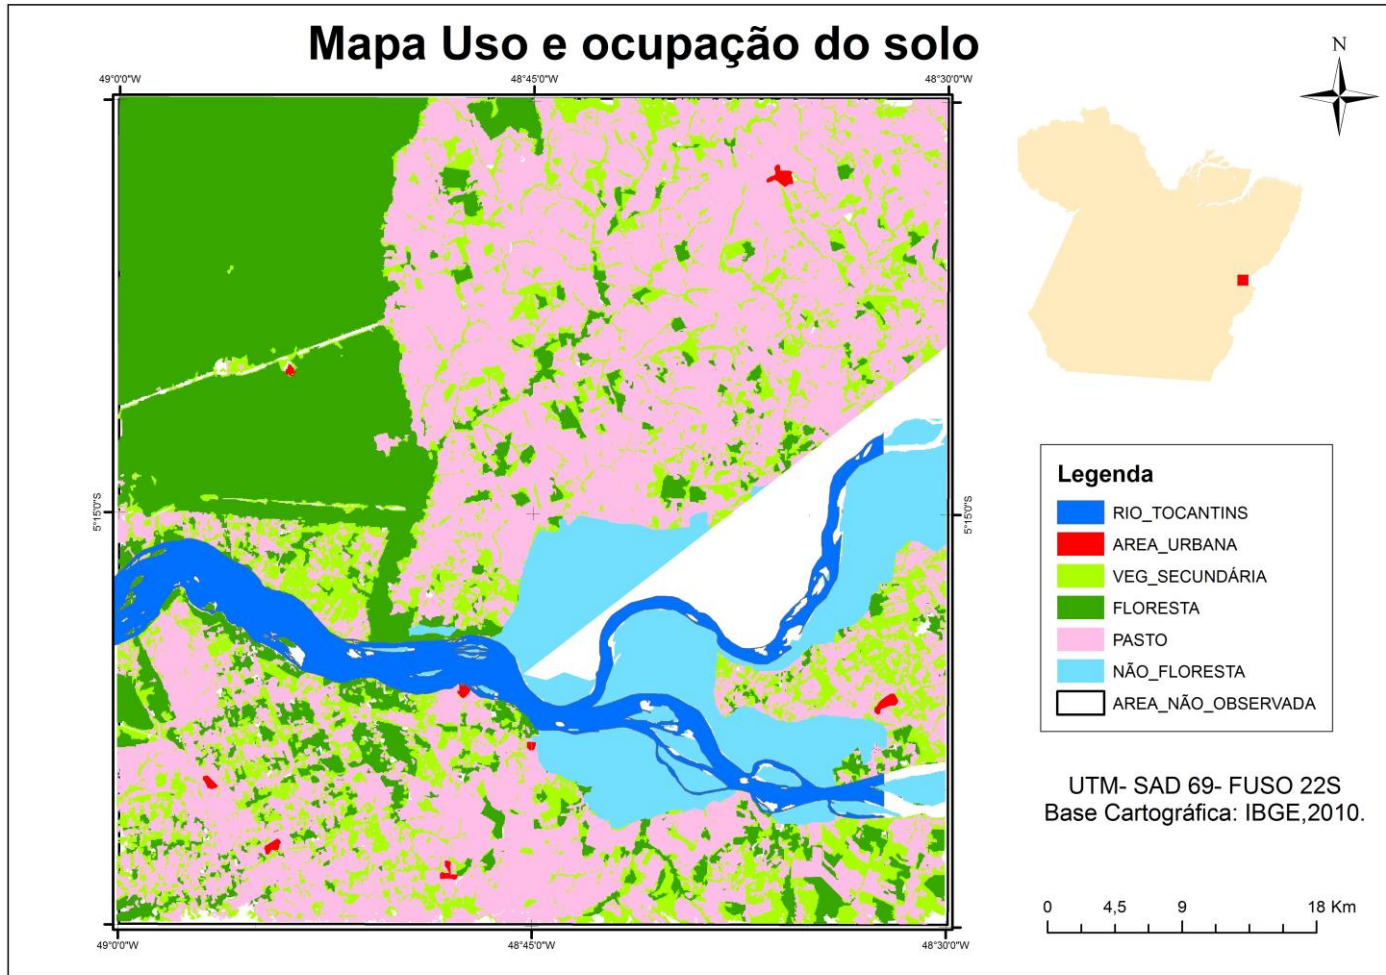 Mapa Uso e ocupação do solo
N
49°0'0"W
48°45'0"W
48°30'0"W
5°15'0"S
5°15'0"S
49°0'0"W
48°45'0"W
48°30'0"W
Legenda
RIO_TOCANTINS
AREA_URBANA
VEG_SECUNDÁRIA
FLORESTA
PASTO
NÃO_FLORESTA
AREA_NÃO_OBSERVADA
UTM- SAD 69- FUSO 22S
Base Cartográfica: IBGE,2010.
0 4,5 9 18 Km